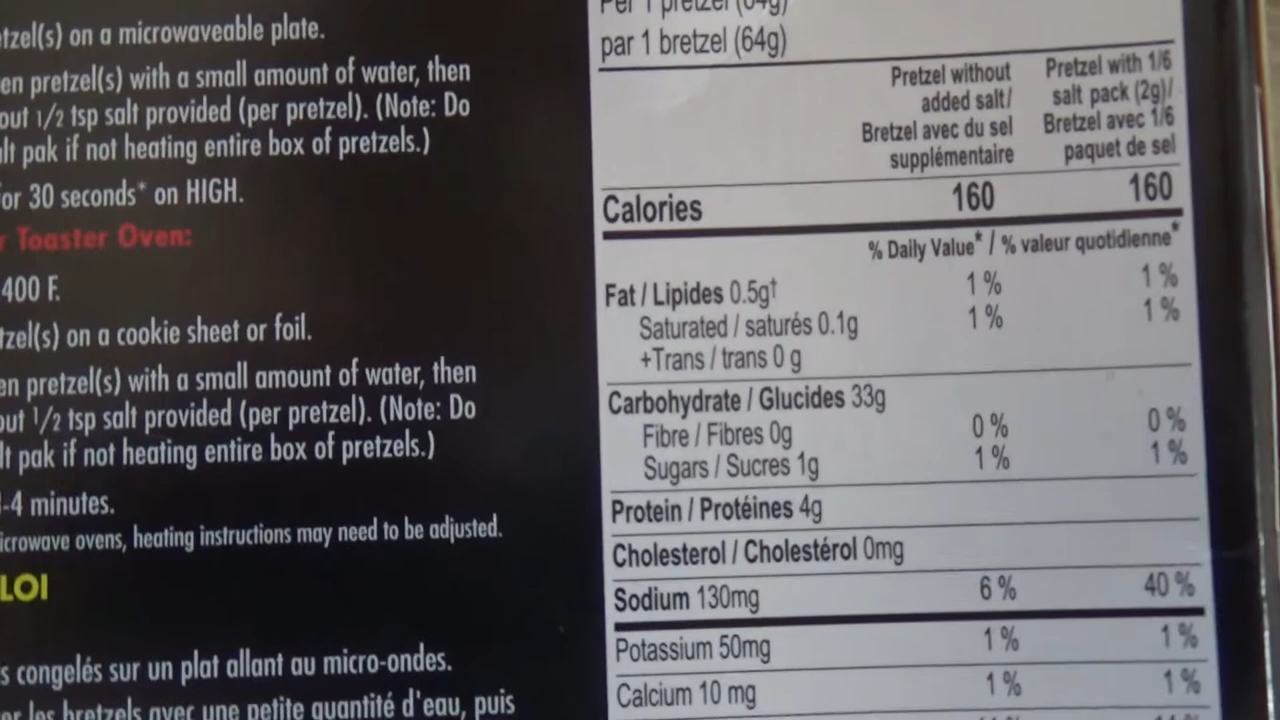 tzel(s) on a microwaveable plate.
en pretzel(s) with a small amount of water, then
out 1/2 tsp salt provided (per pretzel). (Note: Do
lt pak if not heating entire box of pretzels.)
or 30 seconds* on HIGH.
r Toaster Oven:
400 F.
tzel(s) on a cookie sheet or foil.
en pretzel(s) with a small amount of water, then
out 1/2 tsp salt provided (per pretzel). (Note: Do
lt pak if not heating entire box of pretzels.)
-4 minutes.
icrowave ovens, heating instructions may need to be adjusted.
LOI
s congelés sur un plat allant au micro-ondes.
er les bretzels avec une petite quantité d'eau, puis
Per 1 pretzel (64g)
par 1 bretzel (64g)
Pretzel without
added salt/
Bretzel avec du sel
supplémentaire
Pretzel with 1/6
salt pack (2g)/
Bretzel avec 1/6
paquet de sel
Calories 160 160
% Daily Value* / % valeur quotidienne*
Fat / Lipides 0.5g† 1 % 1 %
Saturated / saturés 0.1g 1 % 1 %
+Trans / trans 0 g
Carbohydrate / Glucides 33g
Fibre / Fibres 0g 0 % 0 %
Sugars / Sucres 1g 1 % 1 %
Protein / Protéines 4g
Cholesterol / Cholestérol 0mg
Sodium 130mg 6 % 40 %
Potassium 50mg 1 % 1 %
Calcium 10 mg 1 % 1 %